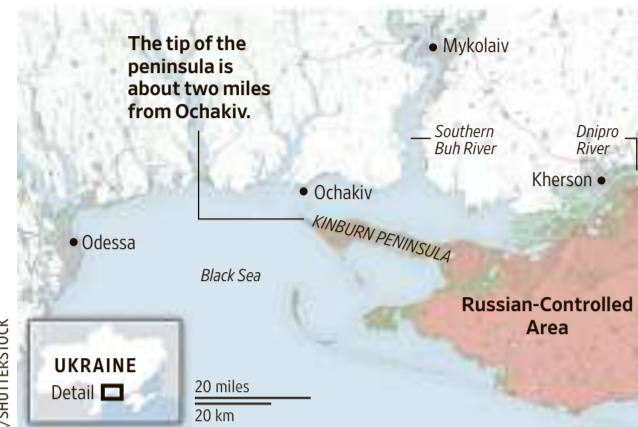 The tip of the
peninsula is
about two miles
from Ochakiv.
Mykolaiv
Southern
Buh River
Dnipro
River
Kherson
Ochakiv
KINBURN PENINSULA
Odessa
Black Sea
Russian-Controlled
Area
UKRAINE
Detail
20 miles
20 km
/SHUTTERSTOCK